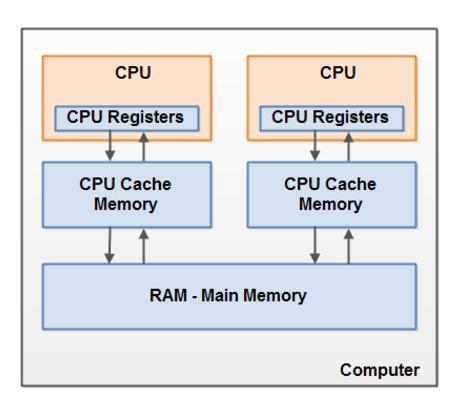 CPU
CPU
CPU Registers
CPU Registers
CPU Cache
Memory
CPU Cache
Memory
RAM - Main Memory
Computer